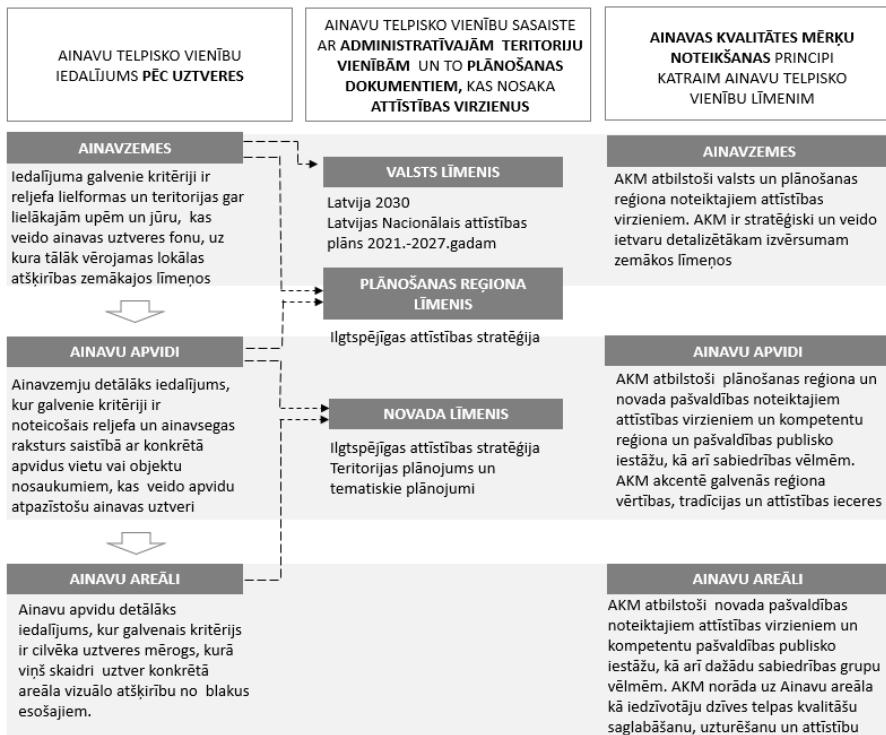 AINAVU TELPISKO VIENĪBU
IEDALĪJUMS PĒC UZTVERES
AINAVU TELPISKO VIENĪBU SASAISTE
AR ADMINISTRATĪVAJĀM TERITORIJU
VIENĪBĀM UN TO PLĀNOŠANAS
DOKUMENTIEM, KAS NOSAKA
ATTĪSTĪBAS VIRZIENUS
AINAVAS KVALITĀTES MĒRĶU
NOTEIKŠANAS PRINCIPI
KATRAIM AINAVU TELPISKO
VIENĪBU LĪMENIM
AINAVZEMES
Iedalījuma galvenie kritēriji ir
reljefa lielformas un teritorijas gar
lielākajām upēm un jūru, kas
veido ainavas uztveres fonu, uz
kura tālāk vērojamas lokālas
atšķirības zemākajos līmeņos
VALSTS LĪMENIS
Latvija 2030
Latvijas Nacionālais attīstības
plāns 2021.-2027.gadam
AINAVZEMES
AKM atbilstoši valsts un plānošanas
reģiona noteiktajiem attīstības
virzieniem. AKM ir stratēģiski un veido
ietvaru detalizētākam izvērsumam
zemākos līmeņos
PLĀNOŠANAS REĢIONA
LĪMENIS
Ilgtspējīgas attīstības stratēģija
AINAVU APVIDI
Ainavzemju detālāks iedalījums,
kur galvenie kritēriji ir
noteicošais reljefa un ainavsegas
raksturs saistībā ar konkrētā
apvidus vietu vai objektu
nosaukumiem, kas veido apvidu
atpazīstošu ainavas uztveri
NOVADA LĪMENIS
Ilgtspējīgas attīstības stratēģija
Teritorijas plānojums un
tematiskie plānojumi
AINAVU APVIDI
AKM atbilstoši plānošanas reģiona un
novada pašvaldības noteiktajiem
attīstības virzieniem un kompetentu
reģiona un pašvaldības publisko
iestāžu, kā arī sabiedrības vēlmēm.
AKM akcentē galvenās reģiona
vērtības, tradīcijas un attīstības ieceres
AINAVU AREĀLI
Ainavu apvidu detālāks
iedalījums, kur galvenais kritērijs
ir cilvēka uztveres mērogs, kurā
viņš skaidri uztver konkrētā
areāla vizuālo atšķirību no blakus
esošajiem.
AINAVU AREĀLI
AKM atbilstoši novada pašvaldības
noteiktajiem attīstības virzieniem un
kompetentu pašvaldības publisko
iestāžu, kā arī dažādu sabiedrības grupu
vēlmēm. AKM norāda uz Ainavu areāla
kā iedzīvotāju dzīves telpas kvalitāšu
saglabāšanu, uzturēšanu un attīstību